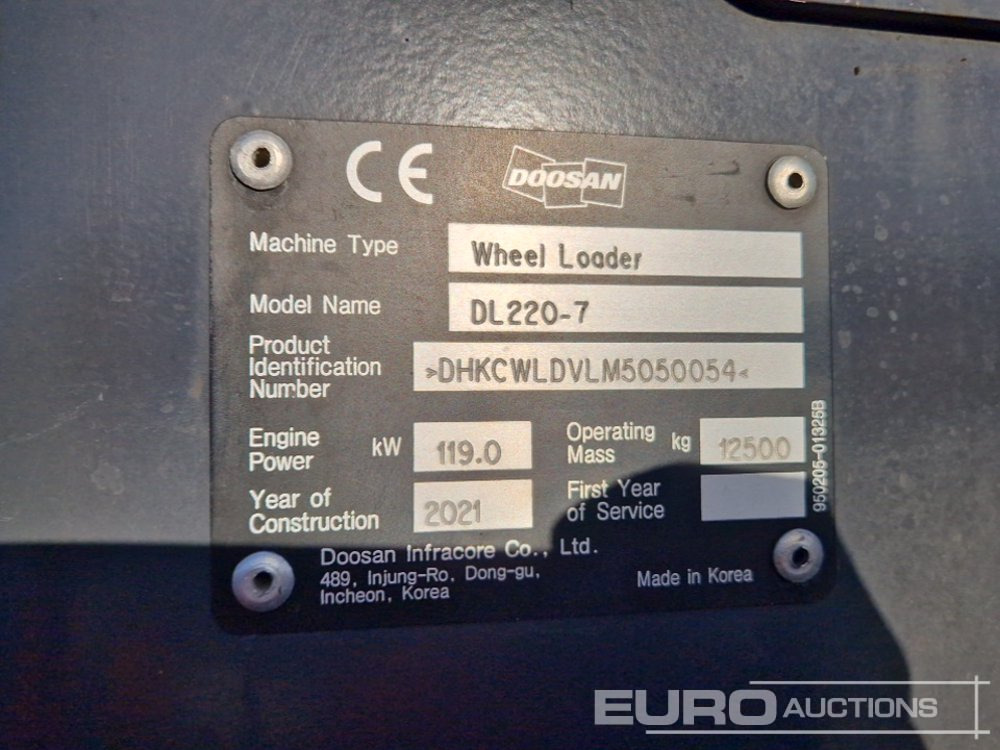 CE DOOSAN
Machine Type Wheel Loader
Model Name DL220-7
Product
Identification
Number >DHKCWLDVLM5050054<
Engine
Power kW 119.0 Operating
Mass kg 12500
Year of
Construction 2021 First Year
of Service
950205-01325B
Doosan Infracore Co., Ltd.
489, Injung-Ro, Dong-gu,
Incheon, Korea
Made in Korea
EURO AUCTIONS